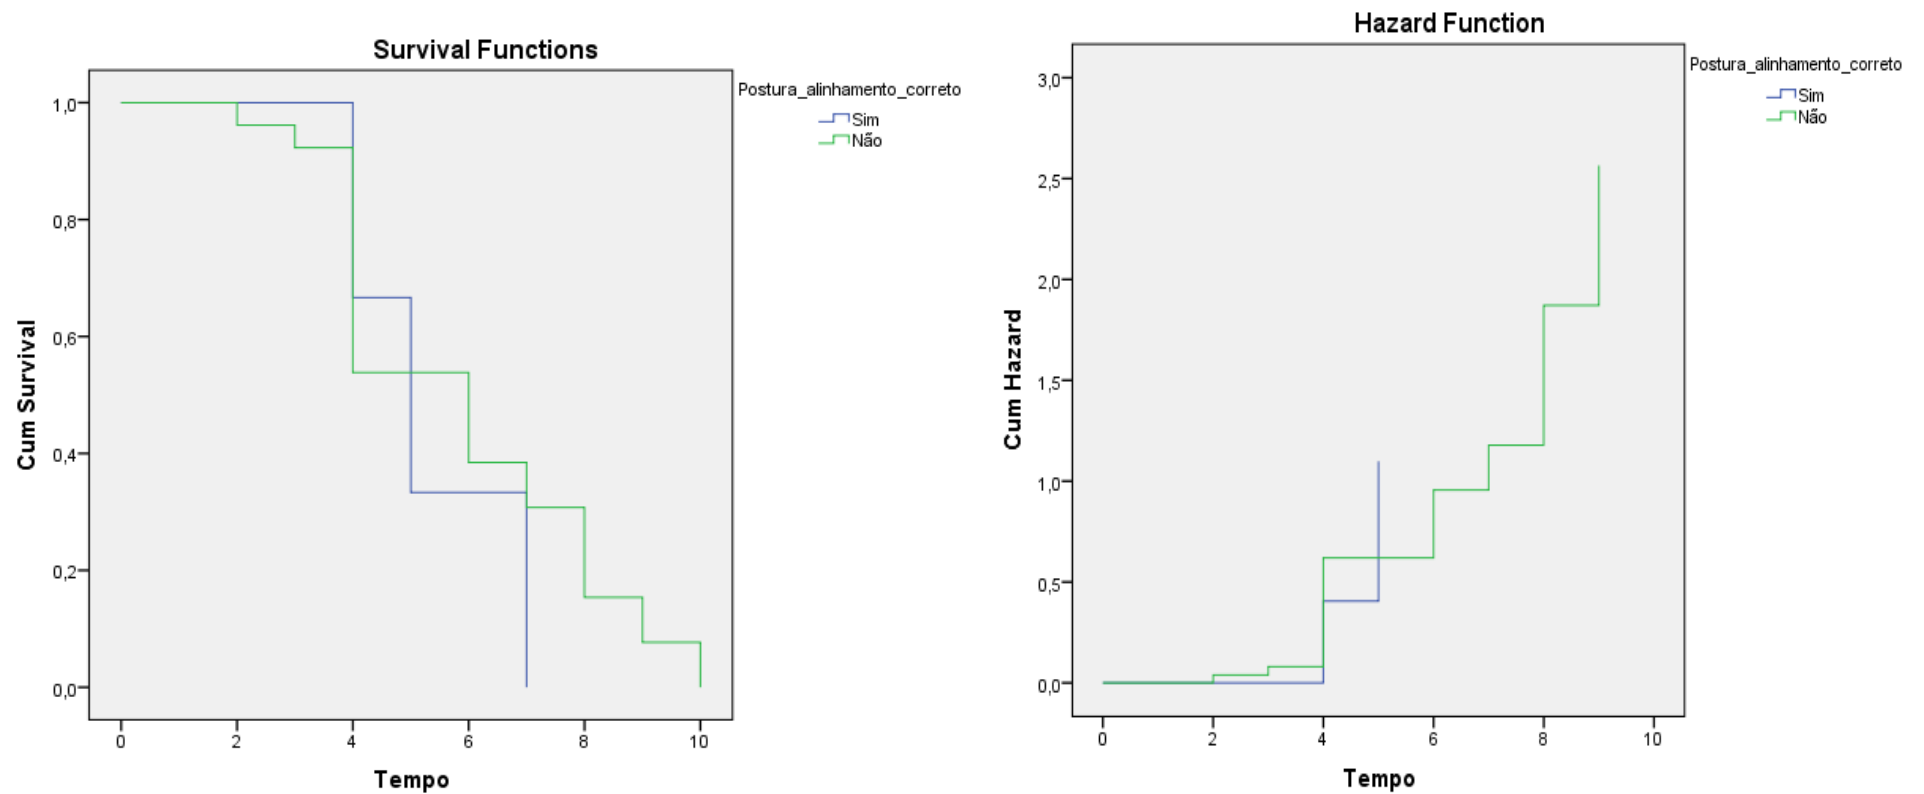 Survival Functions
Cum Survival
1,0
0,8
0,6
0,4
0,2
0,0
0 2 4 6 8 10
Tempo
Postura_alinhamento_correto
Sim
Não
Hazard Function
Cum Hazard
3,0
2,5
2,0
1,5
1,0
0,5
0,0
0 2 4 6 8 10
Tempo
Postura_alinhamento_correto
Sim
Não